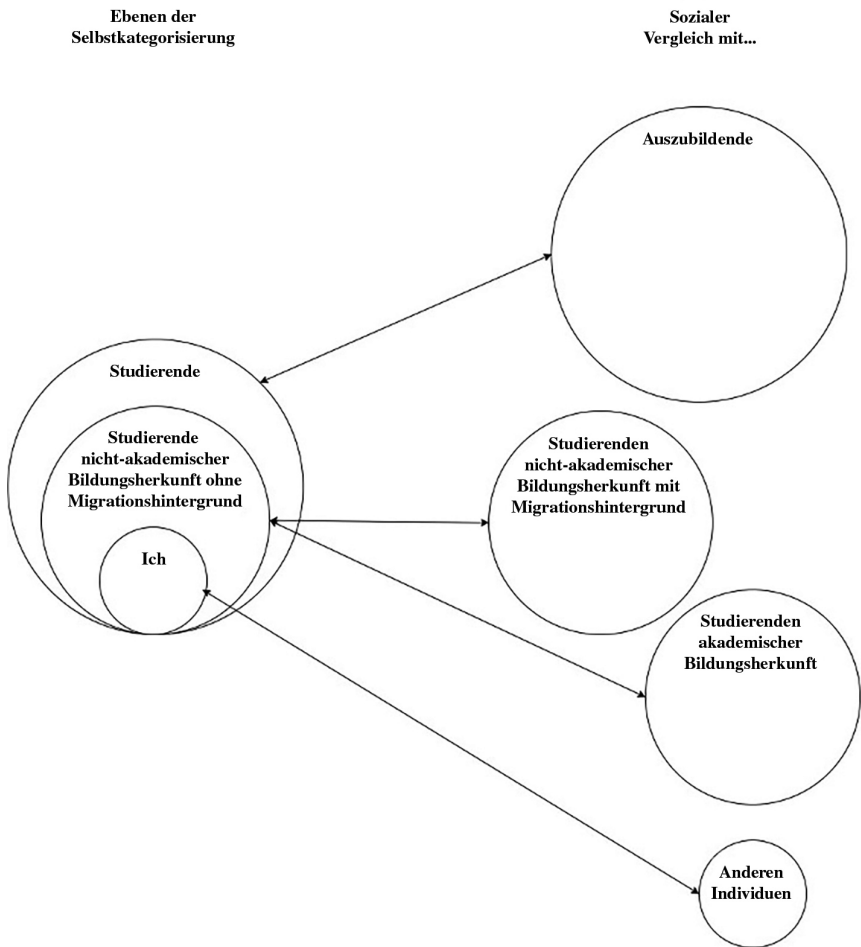 Ebenen der
Selbstkategorisierung
Sozialer
Vergleich mit...
Auszubildende
Studierende
Studierende
nicht-akademischer
Bildungsherkunft ohne
Migrationshintergrund
Ich
Studierenden
nicht-akademischer
Bildungsherkunft mit
Migrationshintergrund
Studierenden
akademischer
Bildungsherkunft
Anderen
Individuen